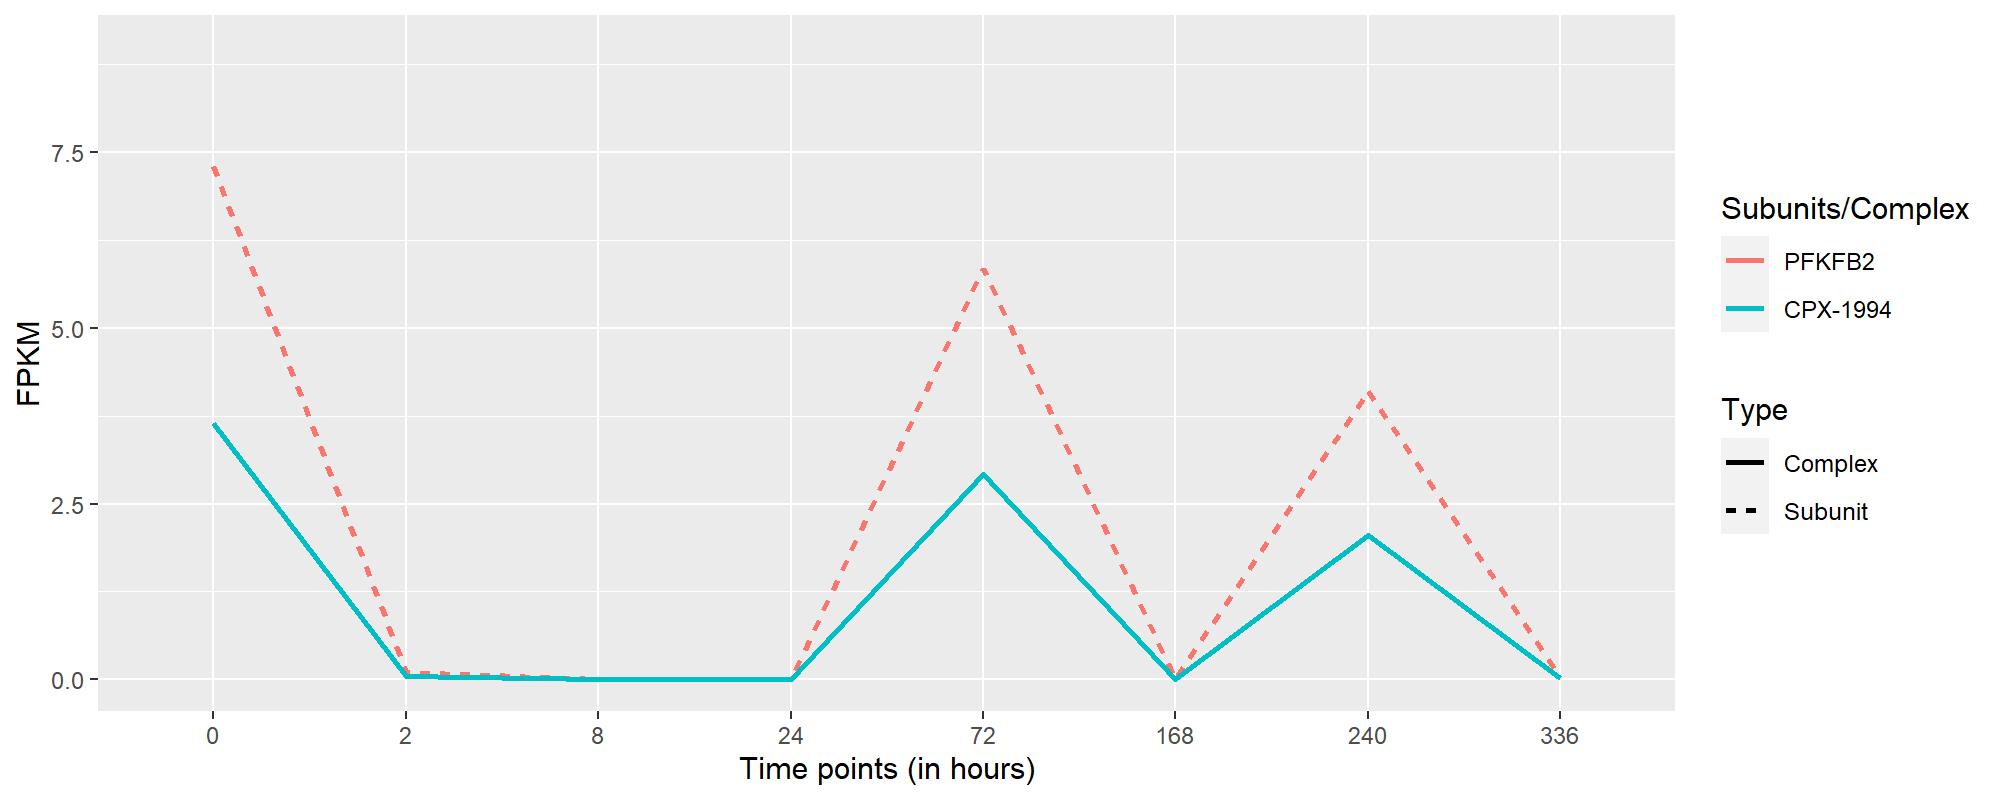 FPKM
7.5
5.0
2.5
0.0
0 2 8 24 72 168 240 336
Time points (in hours)
Subunits/Complex
PFKFB2
CPX-1994
Type
Complex
Subunit